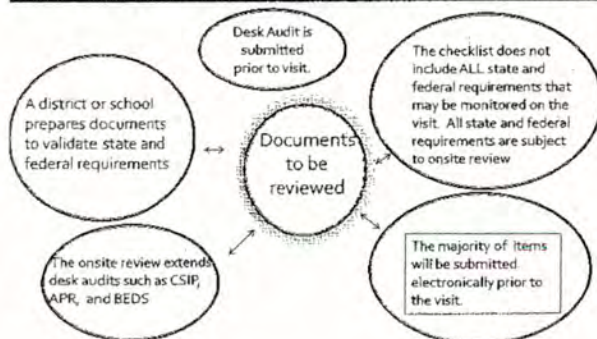 Desk Audit is
submitted
prior to visit.
The checklist does not
include ALL state and
federal requirements that
may be monitored on the
visit. All state and federal
requirements are subject
to onsite review
A district or school
prepares documents
to validate state and
federal requirements
Documents
to be
reviewed
The onsite review extends
desk audits such as CSIP,
APR, and BEDS
The majority of items
will be submitted
electronically prior to
the visit.